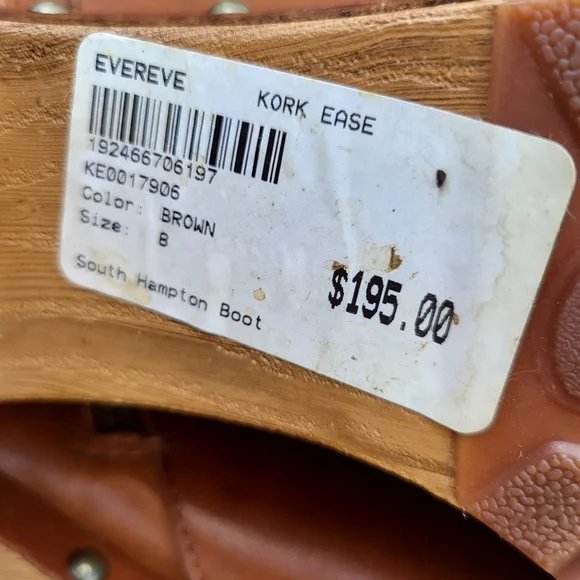 EVEREVE
KORK EASE
192466706197
KE0017906
Color: BROWN
Size: 8
South Hampton Boot
$195.00